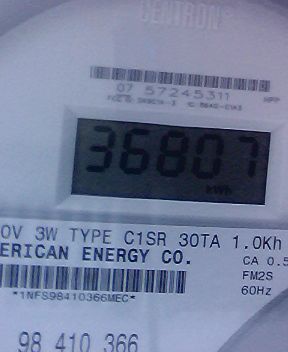 CENTRON®
07 57245311
36807
kWh
0V 3W TYPE C1SR 30TA 1.0Kh
ERICAN ENERGY CO.
CA 0.5
FM2S
60Hz
*1NFS98410366MEC*
98 410 366